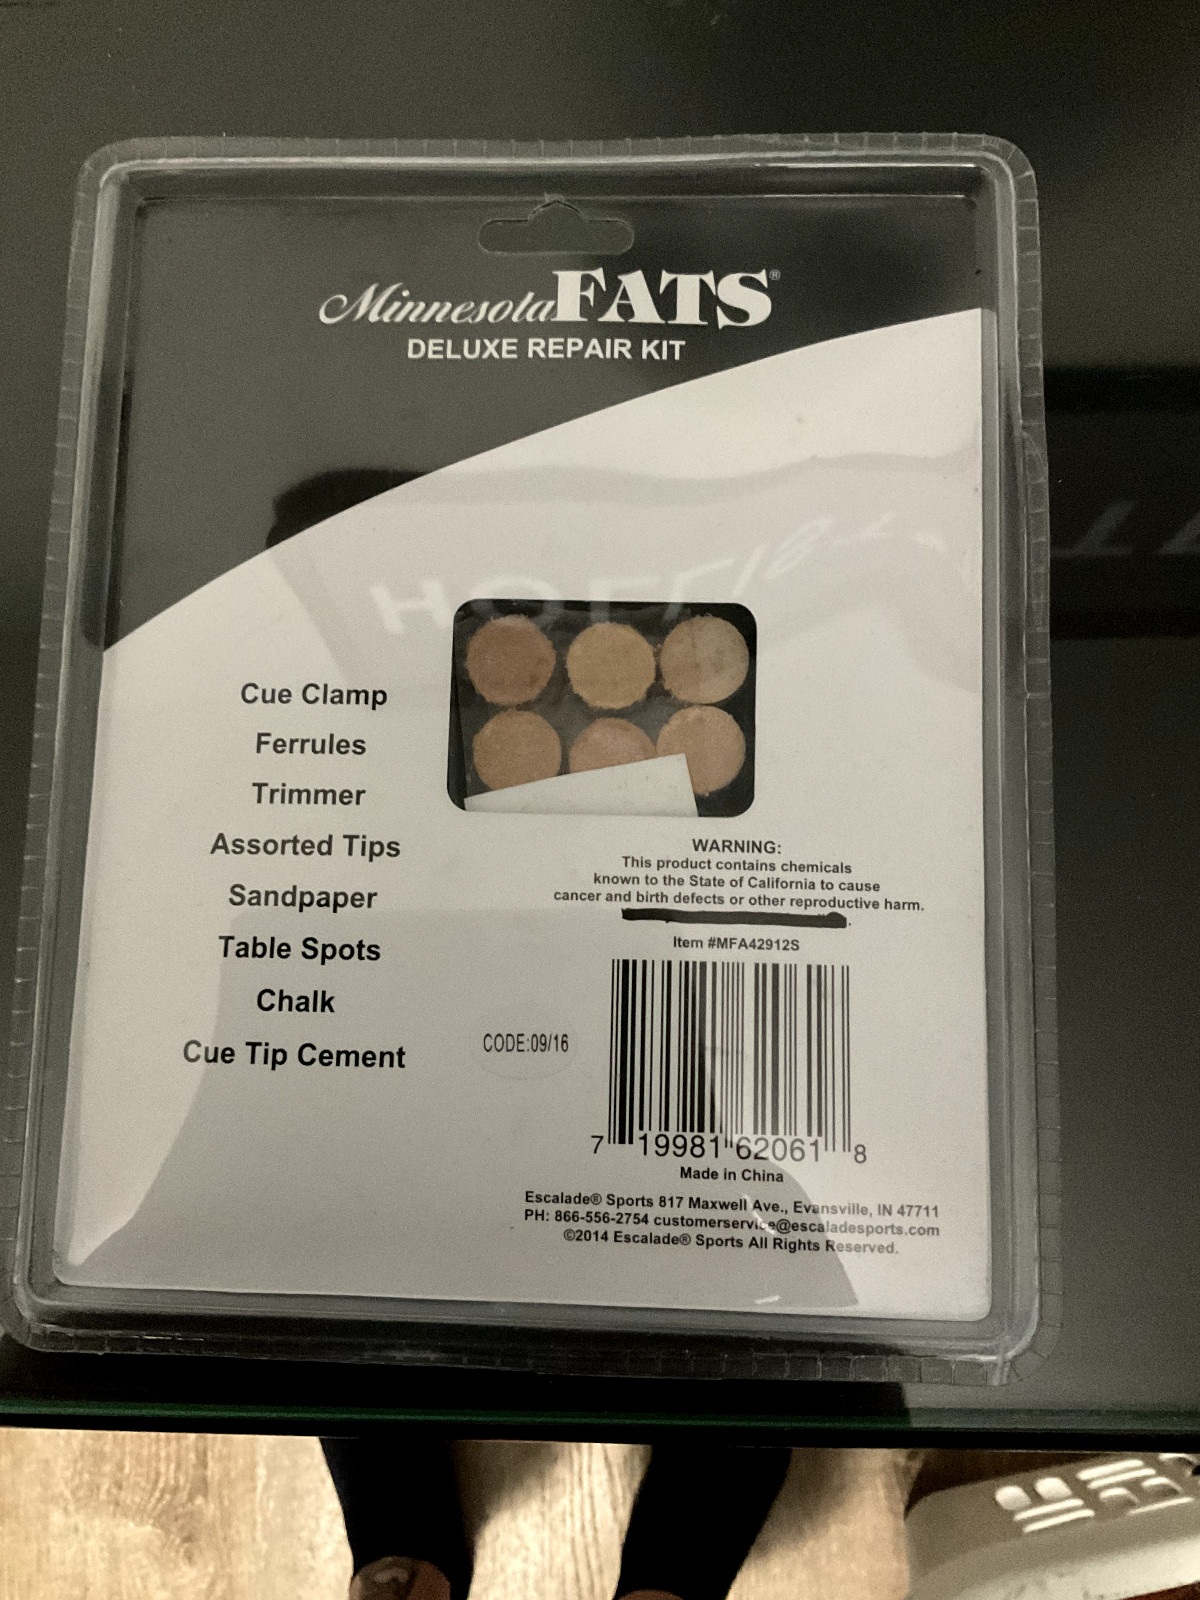 Minnesota FATS®
DELUXE REPAIR KIT
Cue Clamp
Ferrules
Trimmer
Assorted Tips
Sandpaper
Table Spots
Chalk
Cue Tip Cement
WARNING:
This product contains chemicals
known to the State of California to cause
cancer and birth defects or other reproductive harm.
Item #MFA42912S
CODE:09/16
7 19981 62061 8
Made in China
Escalade® Sports 817 Maxwell Ave., Evansville, IN 47711
PH: 866-556-2754 customerservice@escaladesports.com
©2014 Escalade® Sports All Rights Reserved.